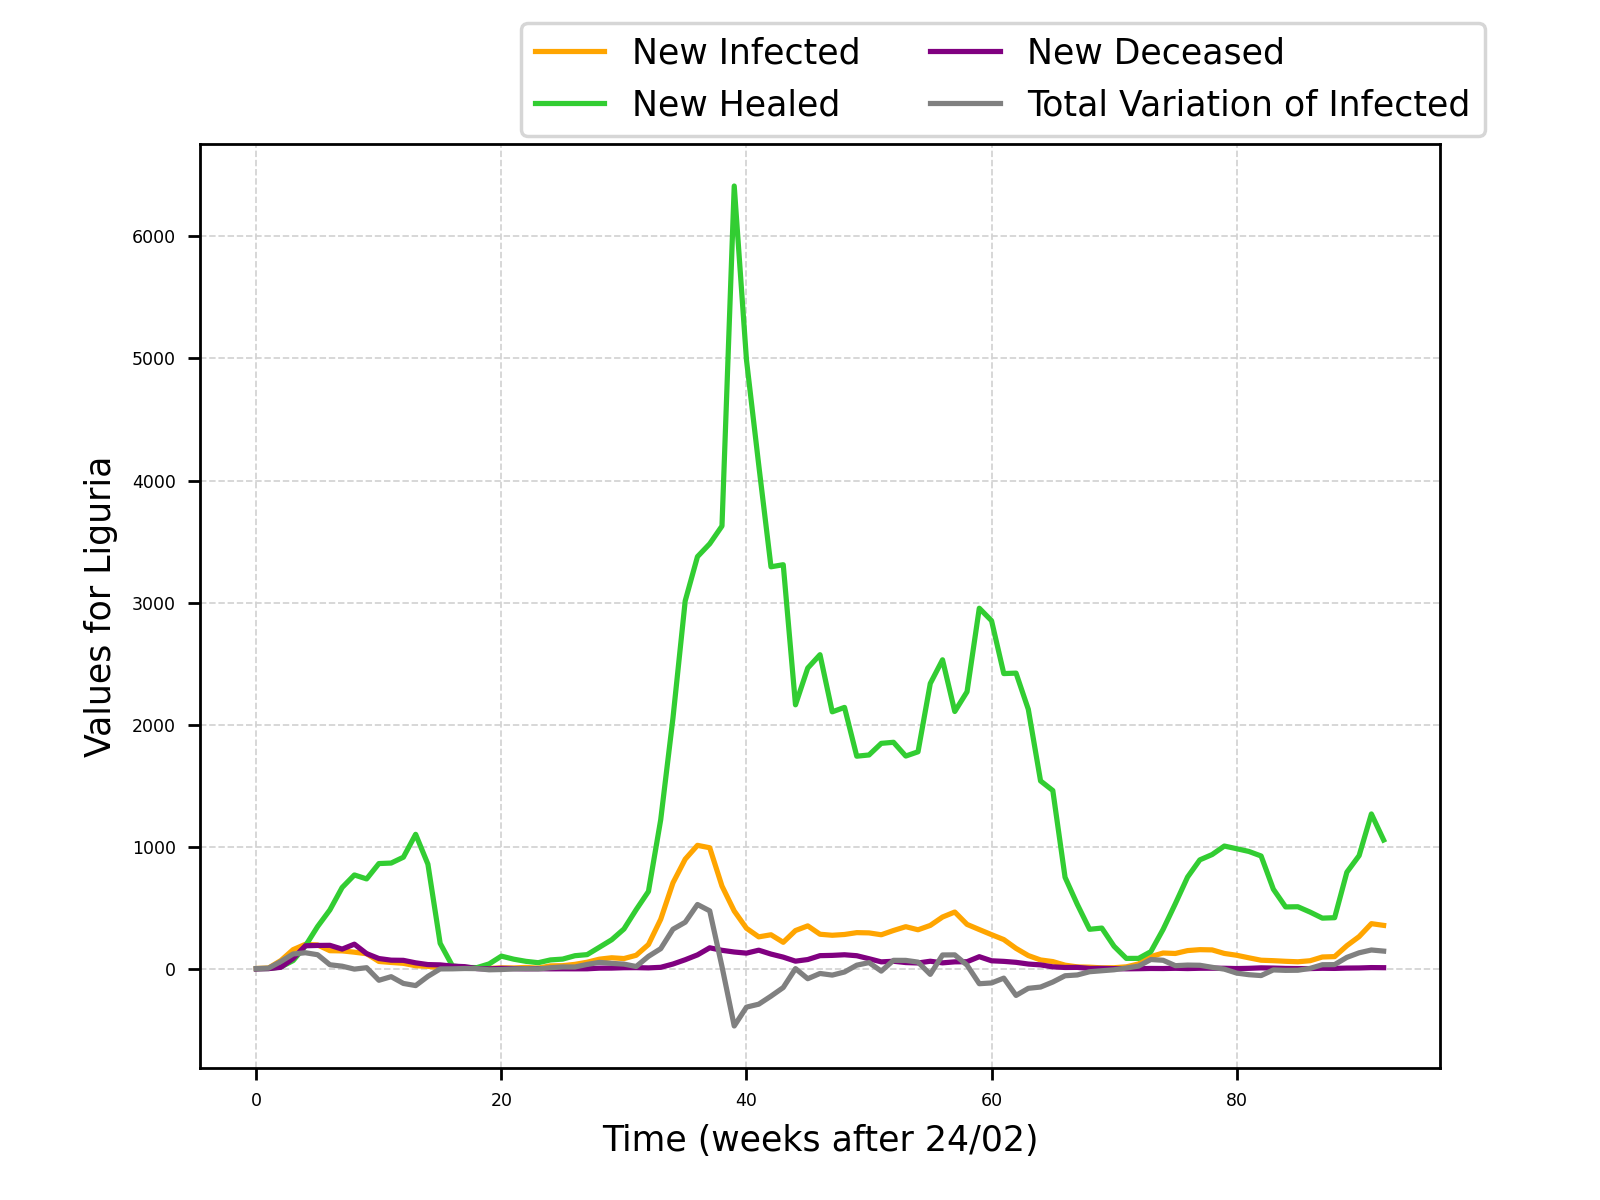 New Infected
New Healed
New Deceased
Total Variation of Infected
6000
5000
4000
3000
2000
1000
0
Values for Liguria
0 20 40 60 80
Time (weeks after 24/02)